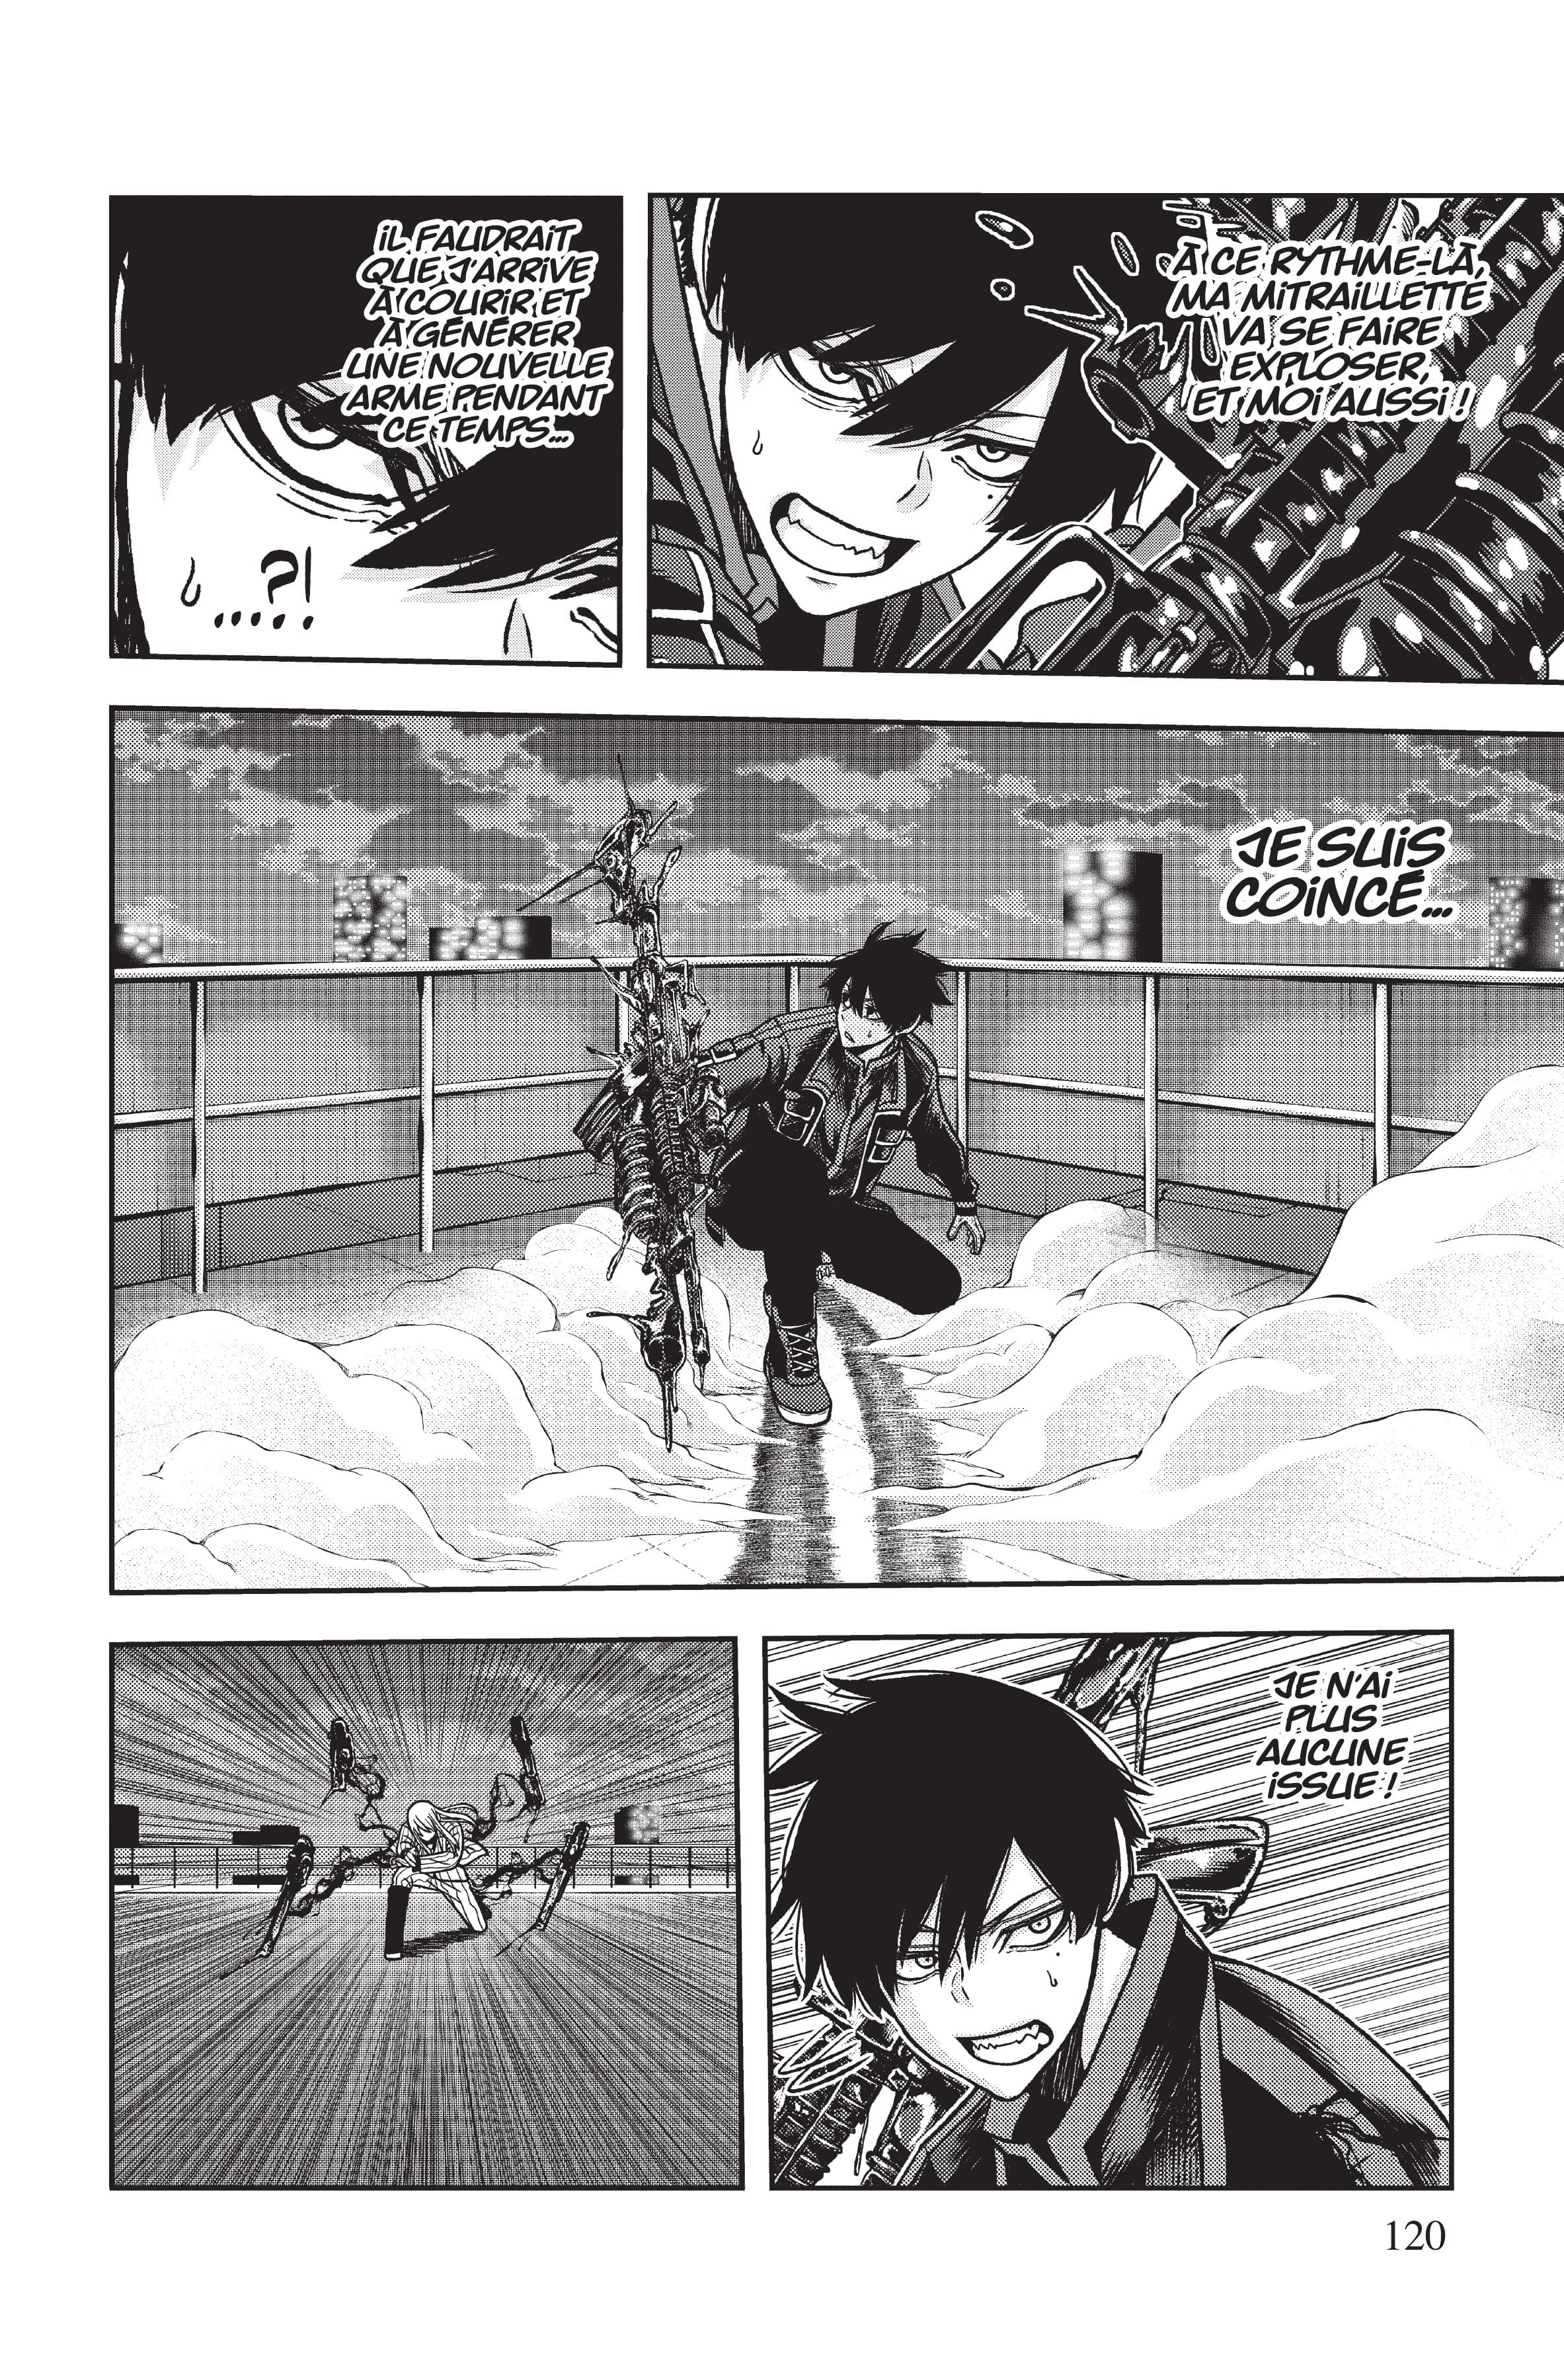 À CE RYTHME-LÀ,
MA MITRAILLETTE
VA SE FAIRE
EXPLOSER,
ET MOI AUSSI !
IL FAUDRAIT
QUE J'ARRIVE
À COURIR ET
À GÉNÉRER
UNE NOUVELLE
ARME PENDANT
CE TEMPS...
.....?!
JE SUIS
COINCÉ...
JE N'AI
PLUS
AUCUNE
ISSUE !
120